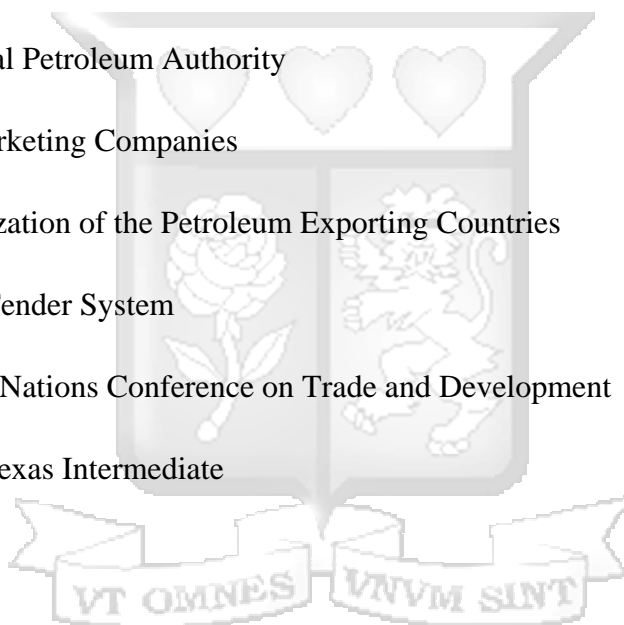 al Petroleum Authority
rketing Companies
zation of the Petroleum Exporting Countries
ender System
Nations Conference on Trade and Development
exas Intermediate
VT OMNES VNVM SINT